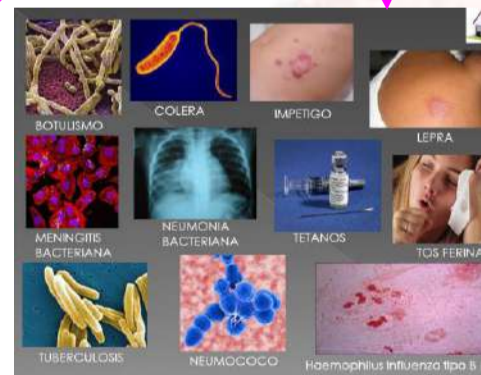 BOTULISMO
COLERA
IMPETIGO
LEPRA
MENINGITIS
BACTERIANA
NEUMONIA
BACTERIANA
TETANOS
TOS FERINA
TUBERCULOSIS
NEUMOCOCO
Haemophilus influenza tipo B